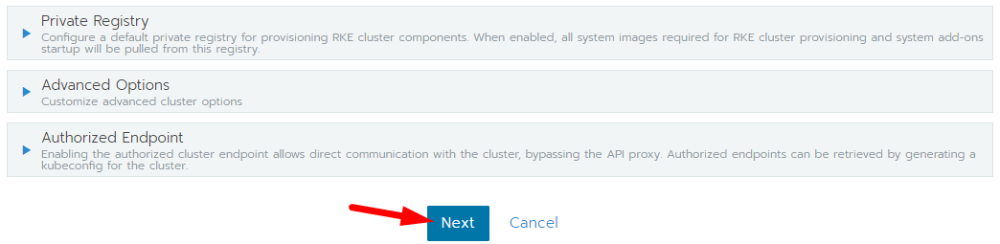 Private Registry
Configure a default private registry for provisioning RKE cluster components. When enabled, all system images required for RKE cluster provisioning and system add-ons
startup will be pulled from this registry.
Advanced Options
Customize advanced cluster options
Authorized Endpoint
Enabling the authorized cluster endpoint allows direct communication with the cluster, bypassing the API proxy. Authorized endpoints can be retrieved by generating a
kubeconfig for the cluster.
Next Cancel